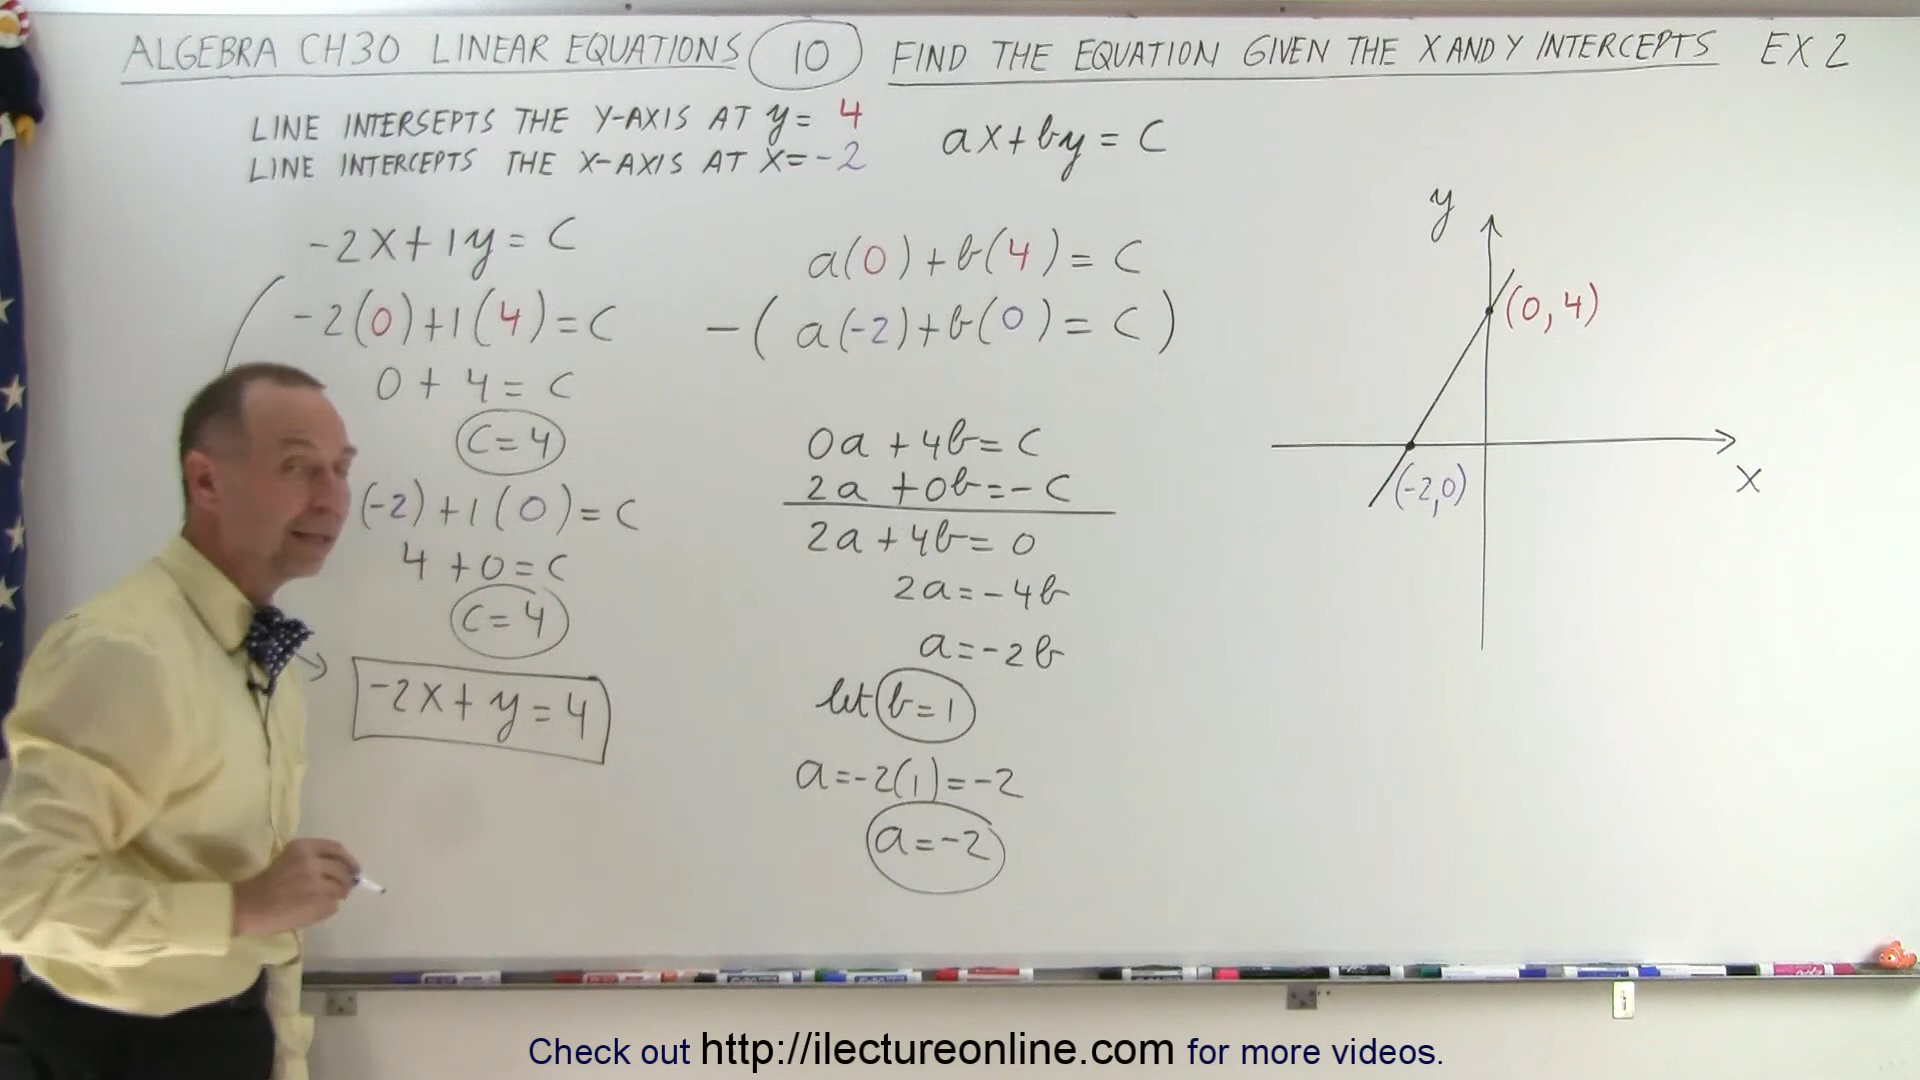 ALGEBRA CH30 LINEAR EQUATIONS 10 FIND THE EQUATION GIVEN THE X AND Y INTERCEPTS EX 2
LINE INTERSEPTS THE Y-AXIS AT y = 4
LINE INTERCEPTS THE X-AXIS AT X = -2
ax + by = C
-2x + 1y = C
-2(0) + 1(4) = C
0 + 4 = C
C = 4
(-2) + 1(0) = C
4 + 0 = C
C = 4
-2x + y = 4
a(0) + b(4) = C
-( a(-2) + b(0) = C )
0a + 4b = C
2a + 0b = -C
2a + 4b = 0
2a = -4b
a = -2b
let b = 1
a = -2(1) = -2
a = -2
y
(0, 4)
(-2,0)
X
Check out http://ilectureonline.com for more videos.